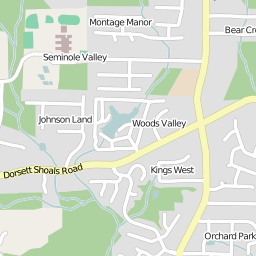 Montage Manor
Bear Cr
Seminole Valley
Johnson Land
Woods Valley
Dorsett Shoals Road
Kings West
Orchard Park